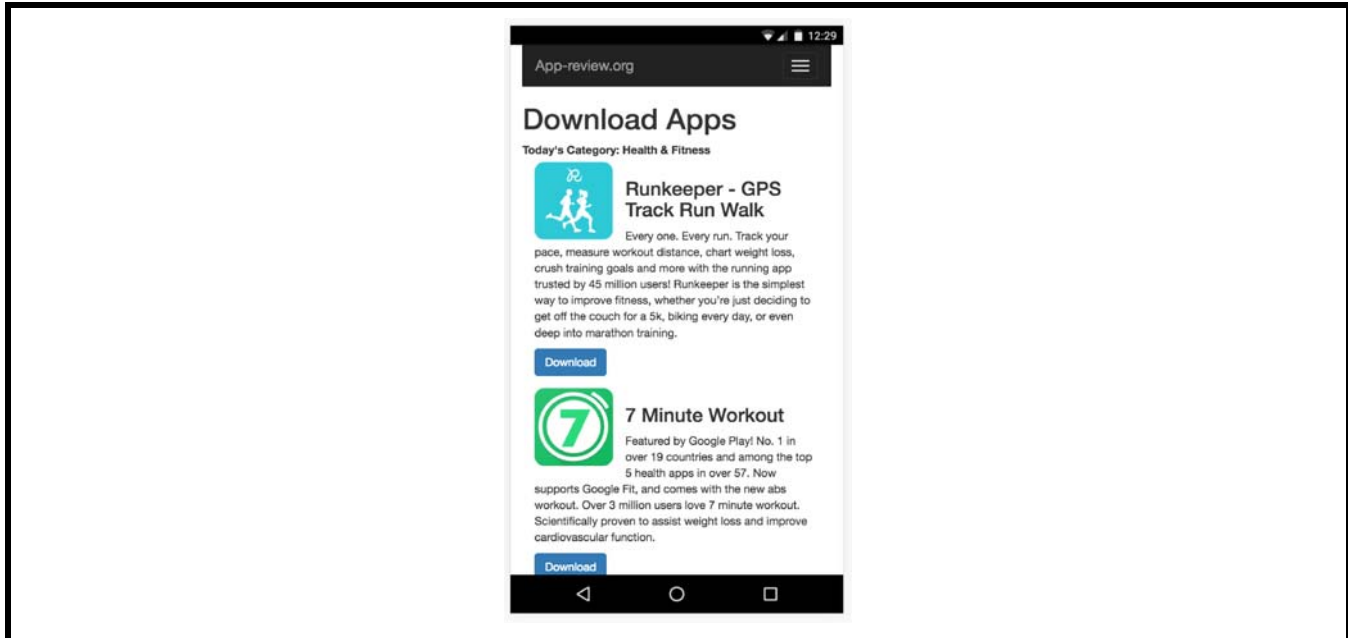 12:29
App-review.org
Download Apps
Today's Category: Health & Fitness
Runkeeper - GPS
Track Run Walk
Every one. Every run. Track your
pace, measure workout distance, chart weight loss,
crush training goals and more with the running app
trusted by 45 million users! Runkeeper is the simplest
way to improve fitness, whether you're just deciding to
get off the couch for a 5k, biking every day, or even
deep into marathon training.
Download
7
7 Minute Workout
Featured by Google Play! No. 1 in
over 19 countries and among the top
5 health apps in over 57. Now
supports Google Fit, and comes with the new abs
workout. Over 3 million users love 7 minute workout.
Scientifically proven to assist weight loss and improve
cardiovascular function.
Download